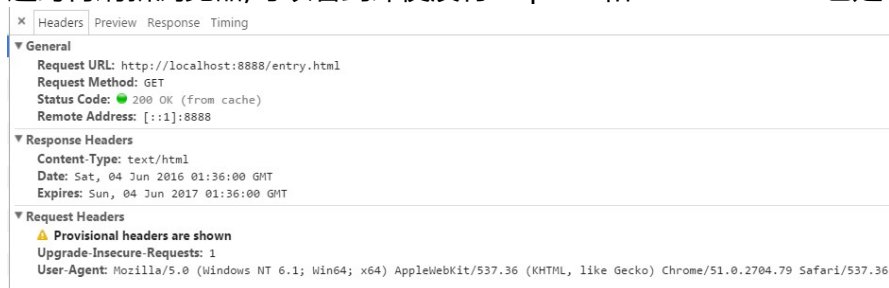 × Headers Preview Response Timing
▼ General
Request URL: http://localhost:8888/entry.html
Request Method: GET
Status Code: 200 OK (from cache)
Remote Address: [::1]:8888
▼ Response Headers
Content-Type: text/html
Date: Sat, 04 Jun 2016 01:36:00 GMT
Expires: Sun, 04 Jun 2017 01:36:00 GMT
▼ Request Headers
Provisional headers are shown
Upgrade-Insecure-Requests: 1
User-Agent: Mozilla/5.0 (Windows NT 6.1; Win64; x64) AppleWebKit/537.36 (KHTML, like Gecko) Chrome/51.0.2704.79 Safari/537.36